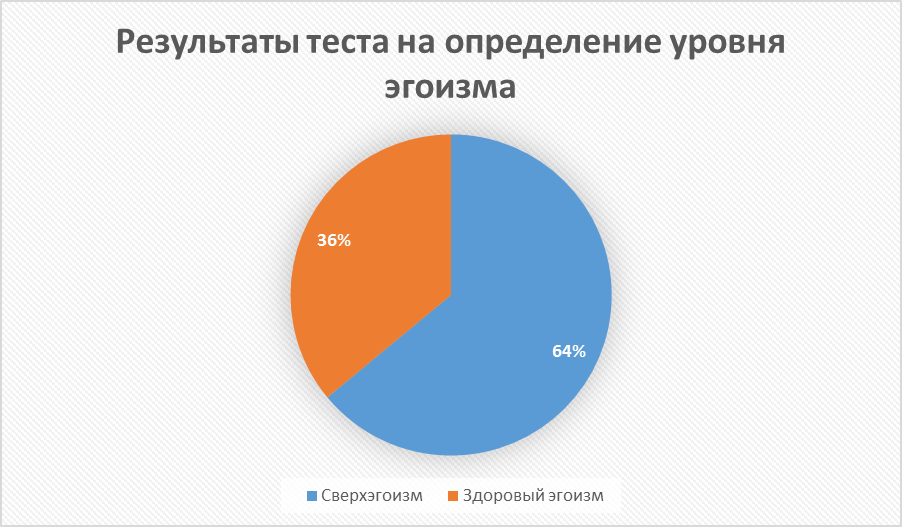 Результаты теста на определение уровня
эгоизма
36%
64%
Сверхэгоизм Здоровый эгоизм